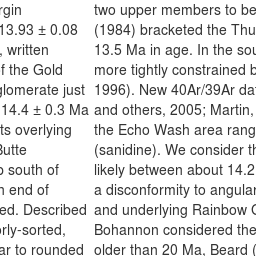 rgin
13.93 ± 0.08
, written
f the Gold
glomerate just
14.4 ± 0.3 Ma
ts overlying
Butte
o south of
n end of
ed. Described
rly-sorted,
ar to rounded
two upper members to be
(1984) bracketed the Thu
13.5 Ma in age. In the sou
more tightly constrained b
1996). New 40Ar/39Ar da
and others, 2005; Martin,
the Echo Wash area rang
(sanidine). We consider th
likely between about 14.2
a disconformity to angular
and underlying Rainbow G
Bohannon considered the
older than 20 Ma, Beard (